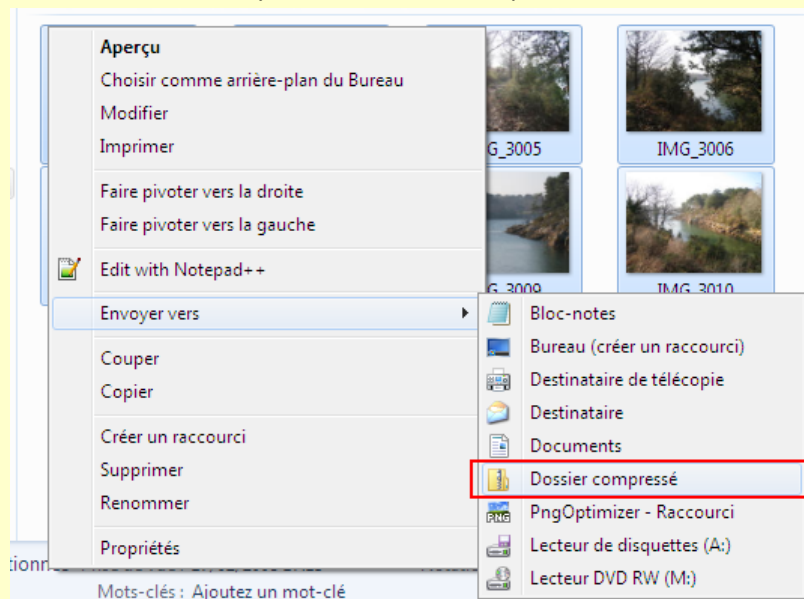 Aperçu
Choisir comme arrière-plan du Bureau
Modifier
Imprimer
Faire pivoter vers la droite
Faire pivoter vers la gauche
Edit with Notepad++
Envoyer vers
Couper
Copier
Créer un raccourci
Supprimer
Renommer
Propriétés
G_3005
IMG_3006
G_3009
IMG_3010
Bloc-notes
Bureau (créer un raccourci)
Destinataire de télécopie
Destinataire
Documents
Dossier compressé
PngOptimizer - Raccourci
Lecteur de disquettes (A:)
Lecteur DVD RW (M:)
Mots-clés : Ajoutez un mot-clé